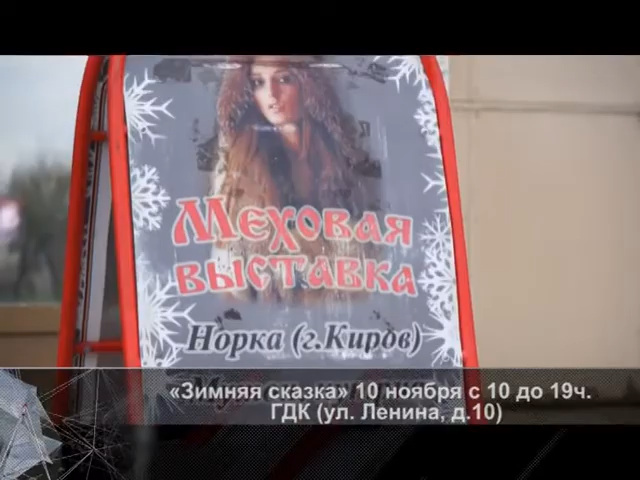 Меховая
выставка
Норка (г.Киров)
«Зимняя сказка» 10 ноября с 10 до 19ч.
ГДК (ул. Ленина, д.10)